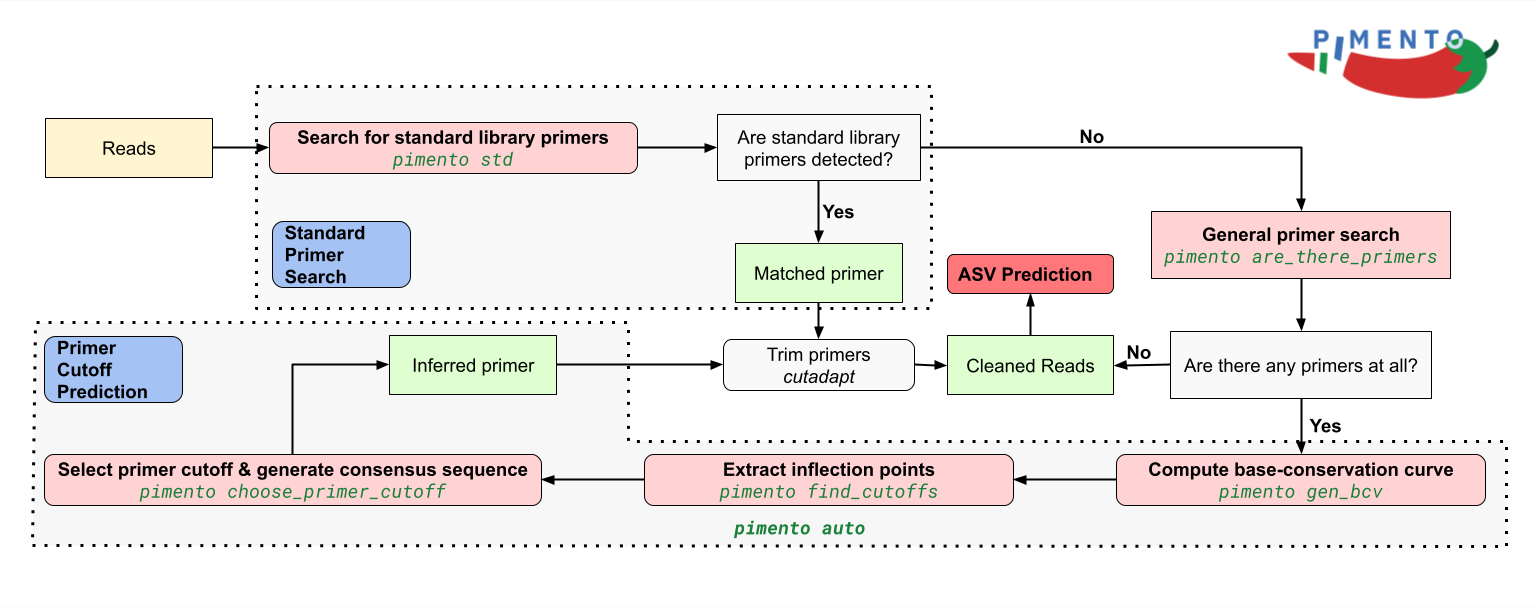 PIMENTO
Reads
Search for standard library primers
pimento std
Are standard library
primers detected?
No
Yes
Standard
Primer
Search
Matched primer
General primer search
pimento are_there_primers
ASV Prediction
Primer
Cutoff
Prediction
Inferred primer
Trim primers
cutadapt
Cleaned Reads
No
Are there any primers at all?
Yes
Select primer cutoff & generate consensus sequence
pimento choose_primer_cutoff
Extract inflection points
pimento find_cutoffs
Compute base-conservation curve
pimento gen_bcv
pimento auto